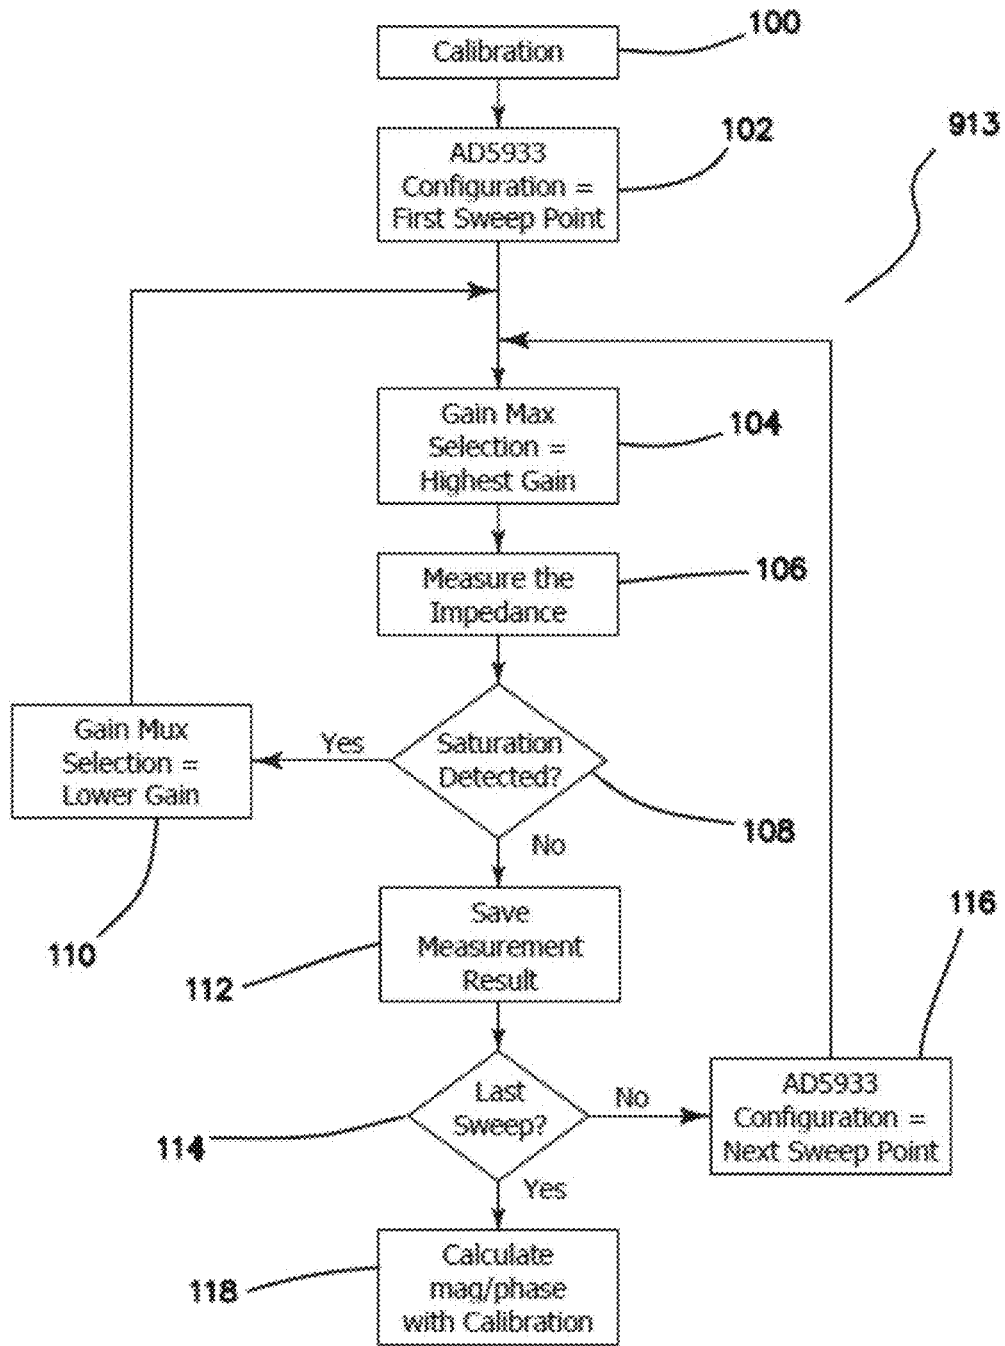 100
Calibration
102
913
AD5933
Configuration =
First Sweep Point
104
Gain Max
Selection =
Highest Gain
106
Measure the
Impedance
Gain Mux
Selection =
Lower Gain
Yes
Saturation
Detected?
108
No
110
112
Save
Measurement
Result
116
114
Last
Sweep?
No
AD5933
Configuration =
Next Sweep Point
Yes
118
Calculate
mag/phase
with Calibration